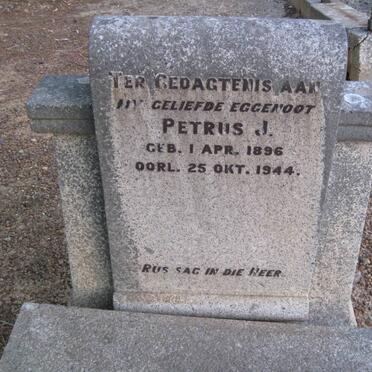 TER GEDAGTENIS AAN
MY GELIEFDE EGGENOOT
PETRUS J.
GEB. 1 APR. 1896
OORL. 25 OKT. 1944.
RUS SAG IN DIE HEER